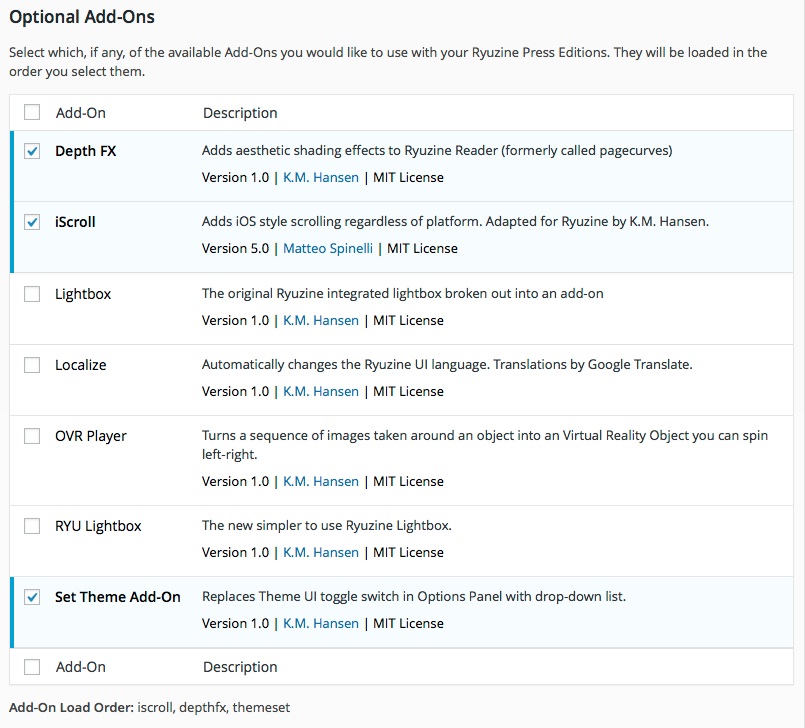 Optional Add-Ons
Select which, if any, of the available Add-Ons you would like to use with your Ryuzine Press Editions. They will be loaded in the
order you select them.
Add-On Description
Depth FX Adds aesthetic shading effects to Ryuzine Reader (formerly called pagecurves)
Version 1.0 | K.M. Hansen | MIT License
iScroll Adds iOS style scrolling regardless of platform. Adapted for Ryuzine by K.M. Hansen.
Version 5.0 | Matteo Spinelli | MIT License
Lightbox The original Ryuzine integrated lightbox broken out into an add-on
Version 1.0 | K.M. Hansen | MIT License
Localize Automatically changes the Ryuzine UI language. Translations by Google Translate.
Version 1.0 | K.M. Hansen | MIT License
OVR Player Turns a sequence of images taken around an object into an Virtual Reality Object you can spin
left-right.
Version 1.0 | K.M. Hansen | MIT License
RYU Lightbox The new simpler to use Ryuzine Lightbox.
Version 1.0 | K.M. Hansen | MIT License
Set Theme Add-On Replaces Theme UI toggle switch in Options Panel with drop-down list.
Version 1.0 | K.M. Hansen | MIT License
Add-On Description
Add-On Load Order: iscroll, depthfx, themeset